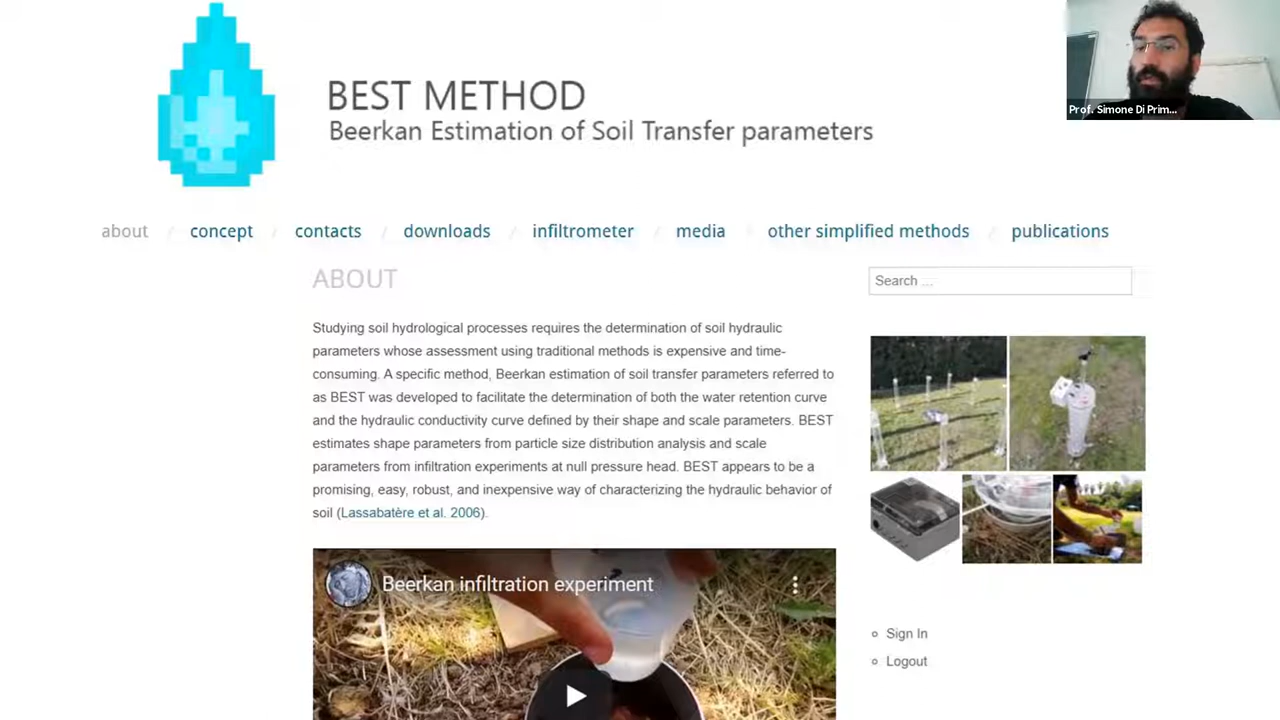 BEST METHOD
Beerkan Estimation of Soil Transfer parameters
Prof. Simone Di Prim...
about / concept / contacts / downloads / infiltrometer / media / other simplified methods / publications
ABOUT
Search ...
Studying soil hydrological processes requires the determination of soil hydraulic
parameters whose assessment using traditional methods is expensive and time-
consuming. A specific method, Beerkan estimation of soil transfer parameters referred to
as BEST was developed to facilitate the determination of both the water retention curve
and the hydraulic conductivity curve defined by their shape and scale parameters. BEST
estimates shape parameters from particle size distribution analysis and scale
parameters from infiltration experiments at null pressure head. BEST appears to be a
promising, easy, robust, and inexpensive way of characterizing the hydraulic behavior of
soil (Lassabatère et al. 2006).
Beerkan infiltration experiment
Sign In
Logout